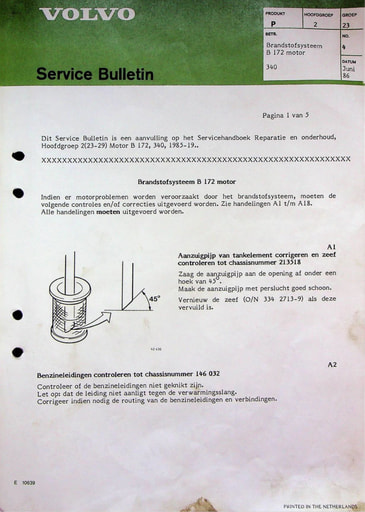 VOLVO
Service Bulletin
PRODUKT
P
HOOFDGROEP
2
GROEP
23
BETR.
Brandstofsysteem
B 172 motor
340
NO.
4
DATUM
Juni
86
Pagina 1 van 5
Dit Service Bulletin is een aanvulling op het Servicehandboek Reparatie en onderhoud,
Hoofdgroep 2(23-29) Motor B 172, 340, 1985-19..
XXXXXXXXXXXXXXXXXXXXXXXXXXXXXXXXXXXXXXXXXXXXXXXXXXXXXXXXXXXXXX
Brandstofsysteem B 172 motor
Indien er motorproblemen worden veroorzaakt door het brandstofsysteem, moeten de
volgende controles en/of correcties uitgevoerd worden. Zie handelingen A1 t/m A18.
Alle handelingen moeten uitgevoerd worden.
A1
Aanzuigpijp van tankelement corrigeren en zeef
controleren tot chassisnummer 213518
Zaag de aanzuigpijp aan de opening af onder een
hoek van 45°.
Maak de aanzuigpijp met perslucht goed schoon.
Vernieuw de zeef (O/N 334 2713-9) als deze
vervuild is.
45°
A2
Benzineleidingen controleren tot chassisnummer 146 032
Controleer of de benzineleidingen niet geknikt zijn.
Let op: dat de leiding niet aanligt tegen de verwarmingsslang.
Corrigeer indien nodig de routing van de benzineleidingen en verbindingen.
E 10639
PRINTED IN THE NETHERLANDS